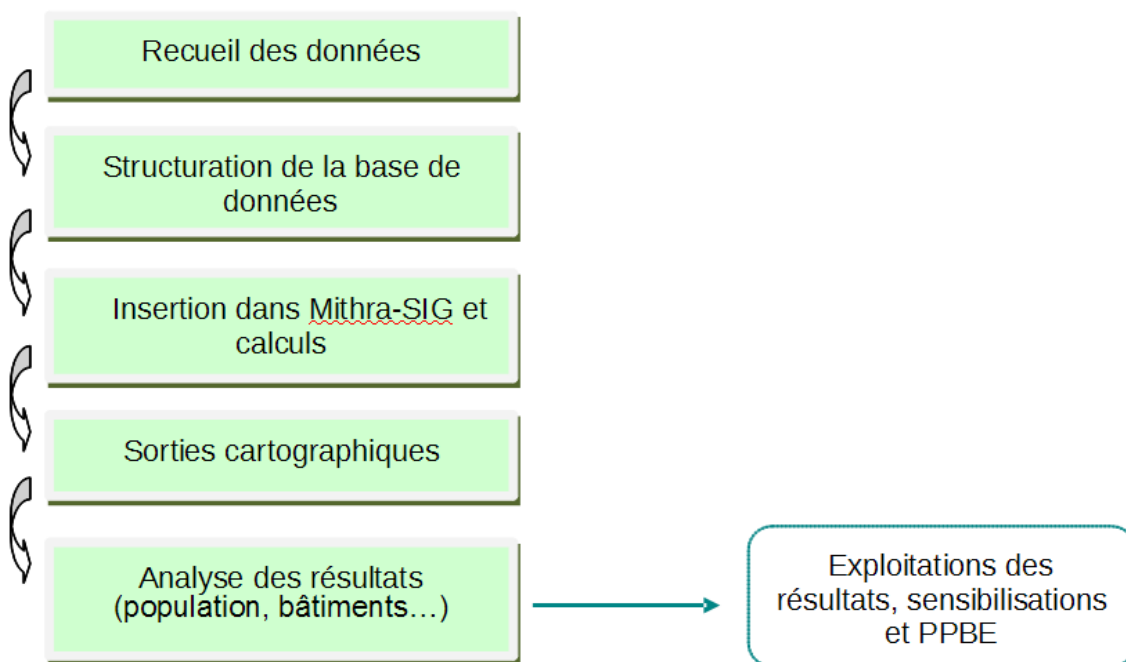 Recueil des données
Structuration de la base de
données
Insertion dans Mithra-SIG et
calculs
Sorties cartographiques
Analyse des résultats
(population, bâtiments…)
Exploitations des
résultats, sensibilisations
et PPBE